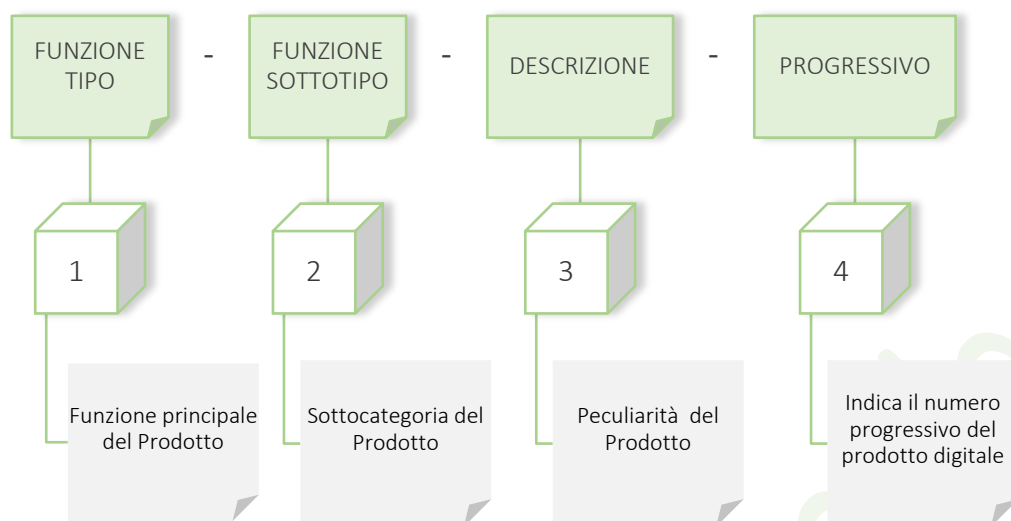 FUNZIONE
TIPO
-
FUNZIONE
SOTTOTIPO
-
DESCRIZIONE
-
PROGRESSIVO
1
2
3
4
Funzione principale
del Prodotto
Sottocategoria del
Prodotto
Peculiarità del
Prodotto
Indica il numero
progressivo del
prodotto digitale